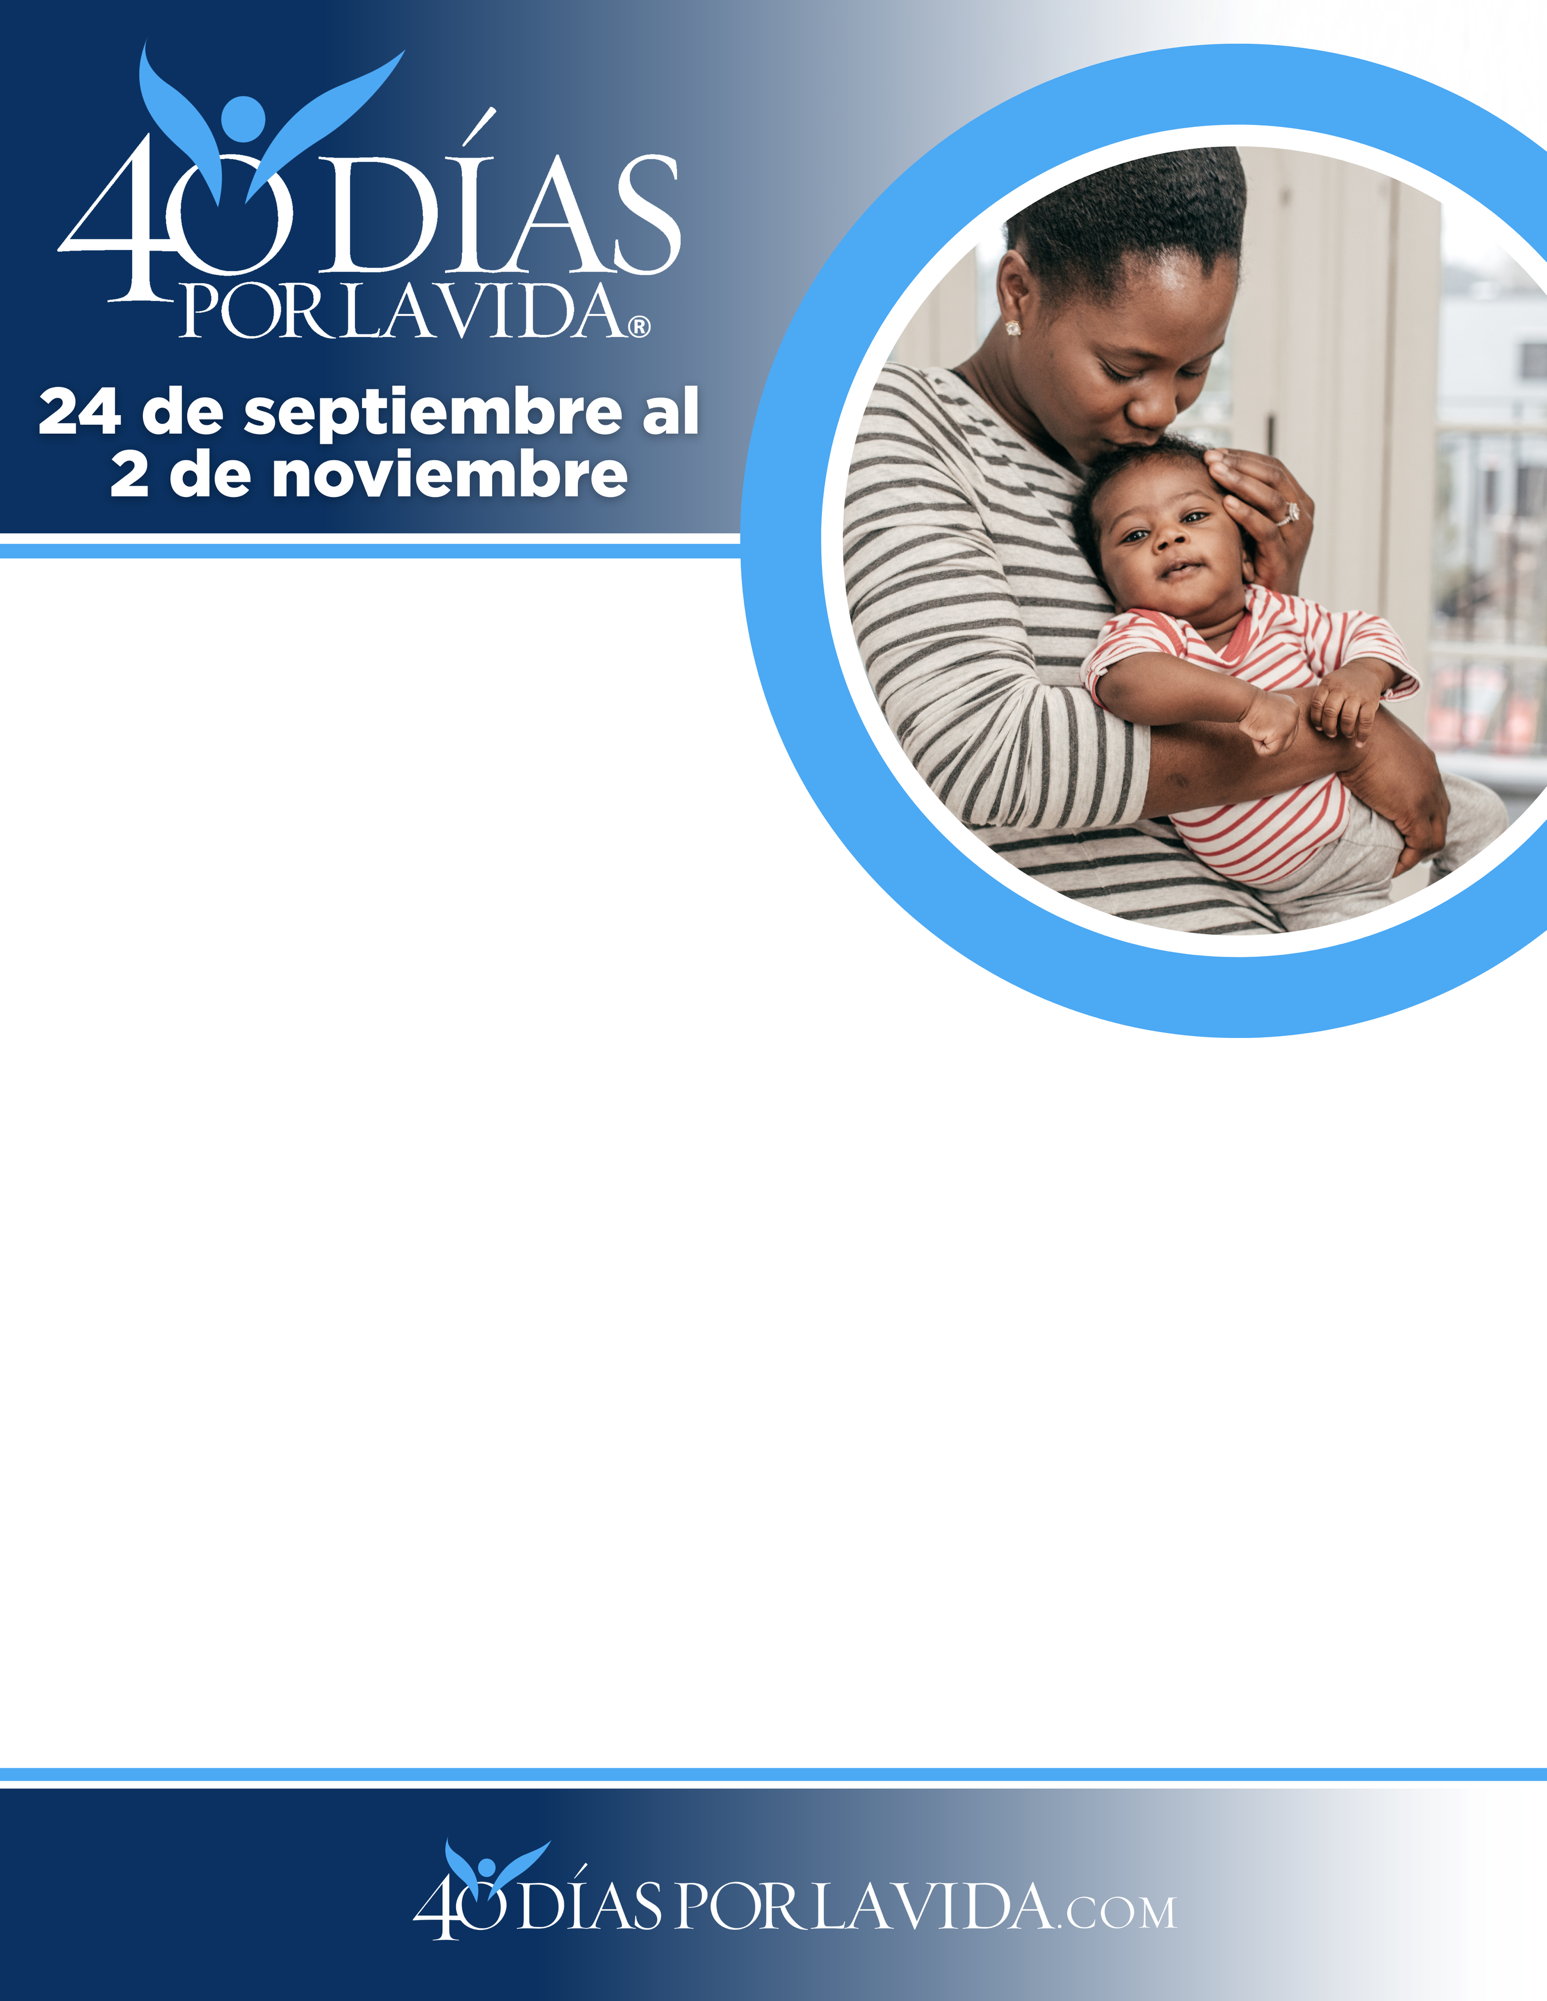 40 DÍAS
POR LA VIDA®
24 de septiembre al
2 de noviembre
40 DÍAS POR LA VIDA.COM